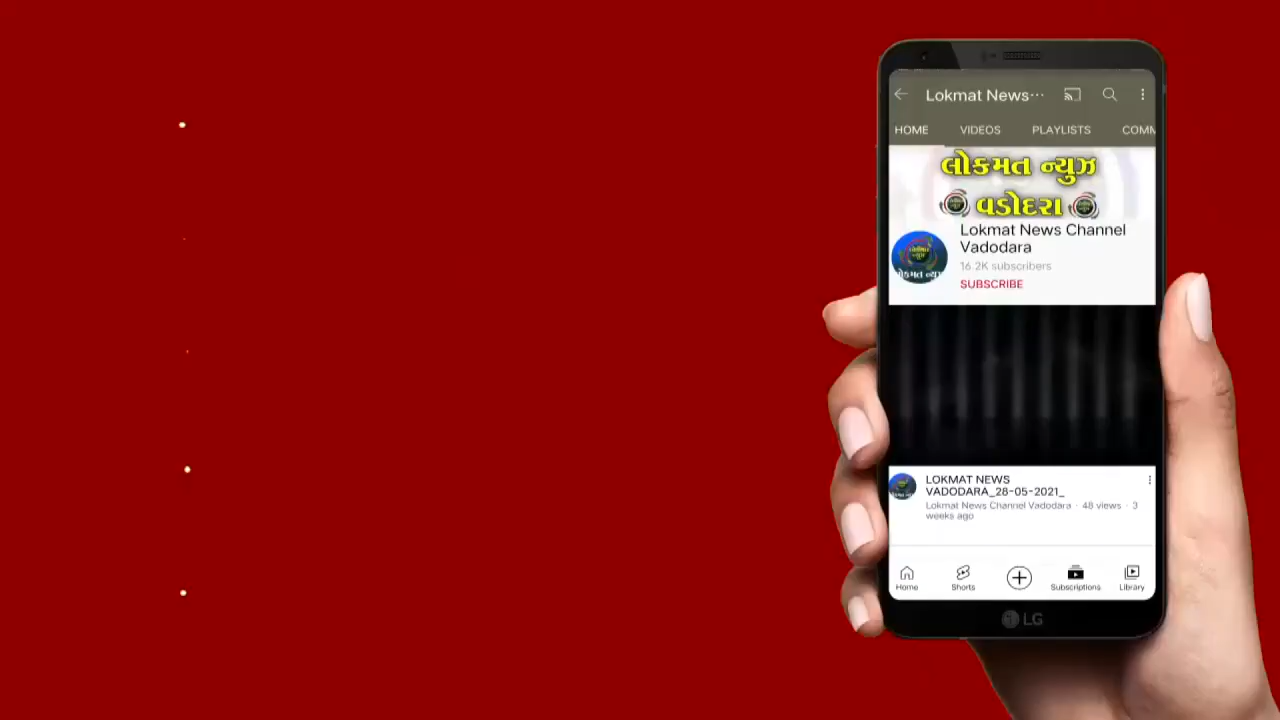 Lokmat News···
HOME VIDEOS PLAYLISTS COMM
લોકમત ન્યુઝ
વડોદરા
Lokmat News Channel
Vadodara
16.2K subscribers
SUBSCRIBE
LOKMAT NEWS
VADODARA_28-05-2021_
Lokmat News Channel Vadodara · 48 views · 3
weeks ago
Home Shorts Subscriptions Library
LG